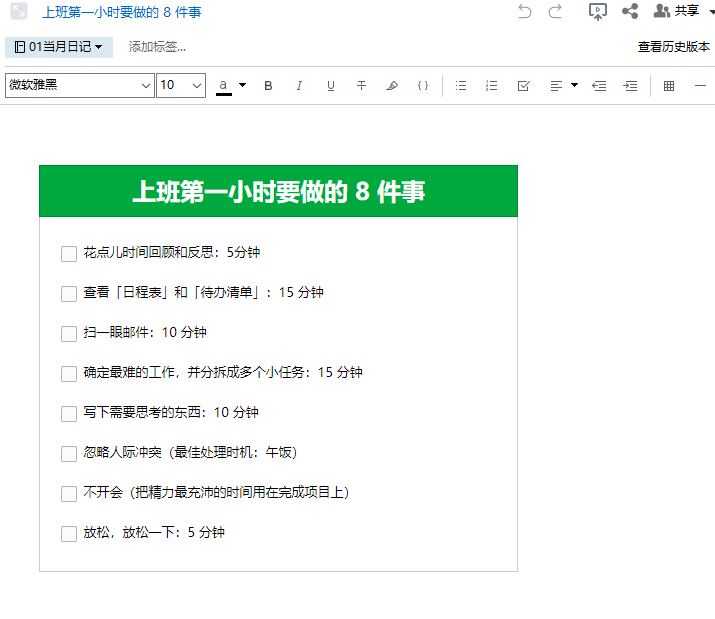 上班第一小时要做的 8 件事
共享
01当月日记
添加标签...
查看历史版本
微软雅黑
10
a
B
I
U
T
{}
上班第一小时要做的 8 件事
花点儿时间回顾和反思：5分钟
查看「日程表」和「待办清单」：15 分钟
扫一眼邮件：10 分钟
确定最难的工作，并分拆成多个小任务：15 分钟
写下需要思考的东西：10 分钟
忽略人际冲突（最佳处理时机：午饭）
不开会（把精力最充沛的时间用在完成项目上）
放松，放松一下：5 分钟